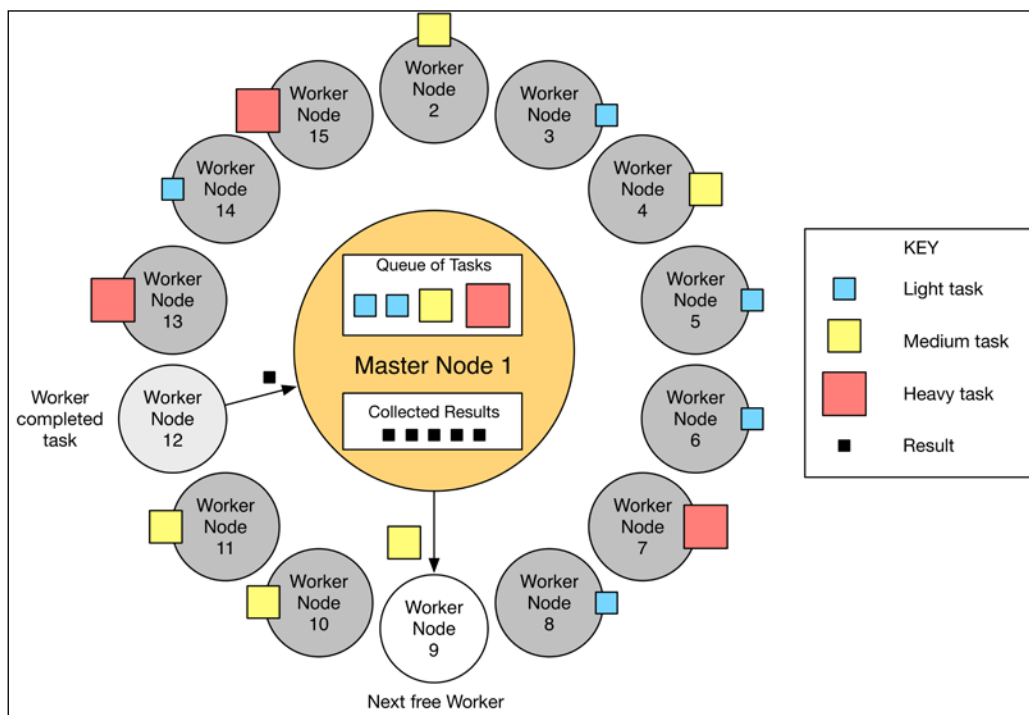 Worker
Node
2
Worker
Node
15
Worker
Node
3
Worker
Node
14
Worker
Node
4
Queue of Tasks
Master Node 1
Collected Results
Worker
Node
13
Worker
Node
5
Worker
completed
task
Worker
Node
12
Worker
Node
6
Worker
Node
11
Worker
Node
7
Worker
Node
10
Worker
Node
8
Worker
Node
9
Next free Worker
KEY
Light task
Medium task
Heavy task
Result